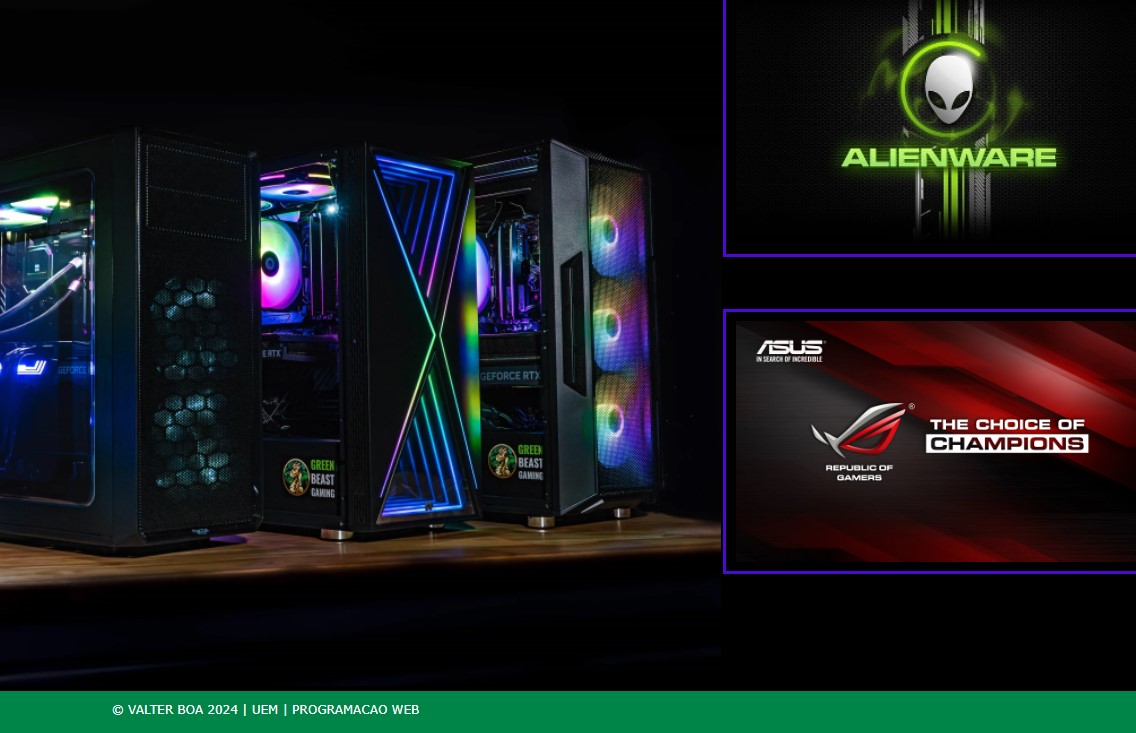 E RTX
GEFORCE RTX
GEFORCE
GREEN
BEAST
GAMING
GREEN
BEAST
GAMING
ALIENWARE
ASUS
IN SEARCH OF INCREDIBLE
THE CHOICE OF
CHAMPIONS
REPUBLIC OF
GAMERS
© VALTER BOA 2024 | UEM | PROGRAMACAO WEB